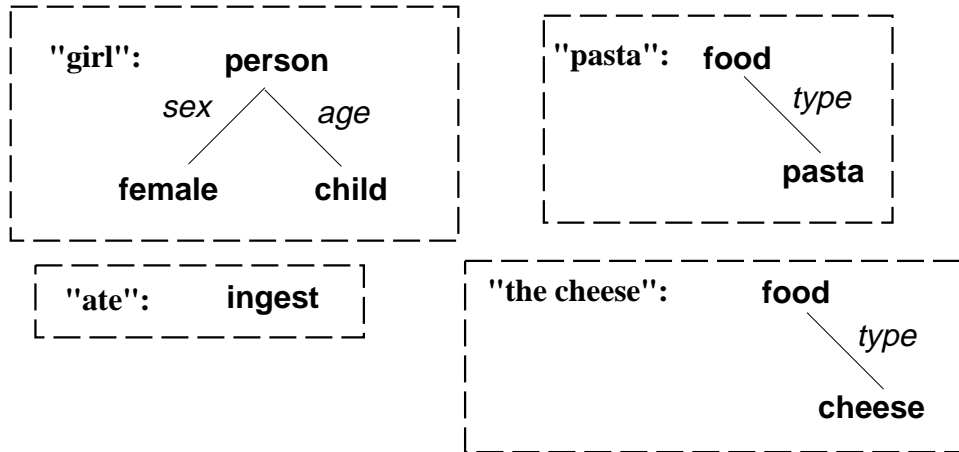 "girl": person
sex age
female child
"pasta": food
type
pasta
"ate": ingest
"the cheese": food
type
cheese